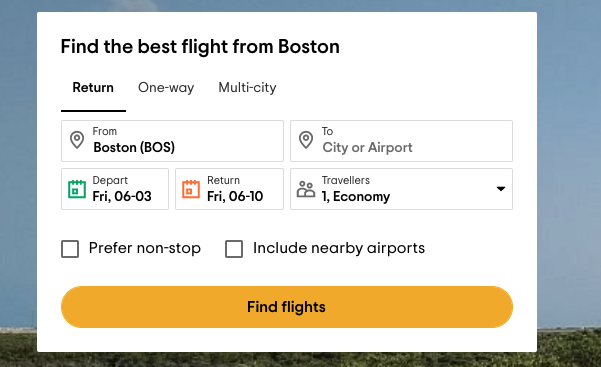 Find the best flight from Boston
Return One-way Multi-city
From To
Boston (BOS) City or Airport
Depart Return Travellers
Fri, 06-03 Fri, 06-10 1, Economy
Prefer non-stop Include nearby airports
Find flights